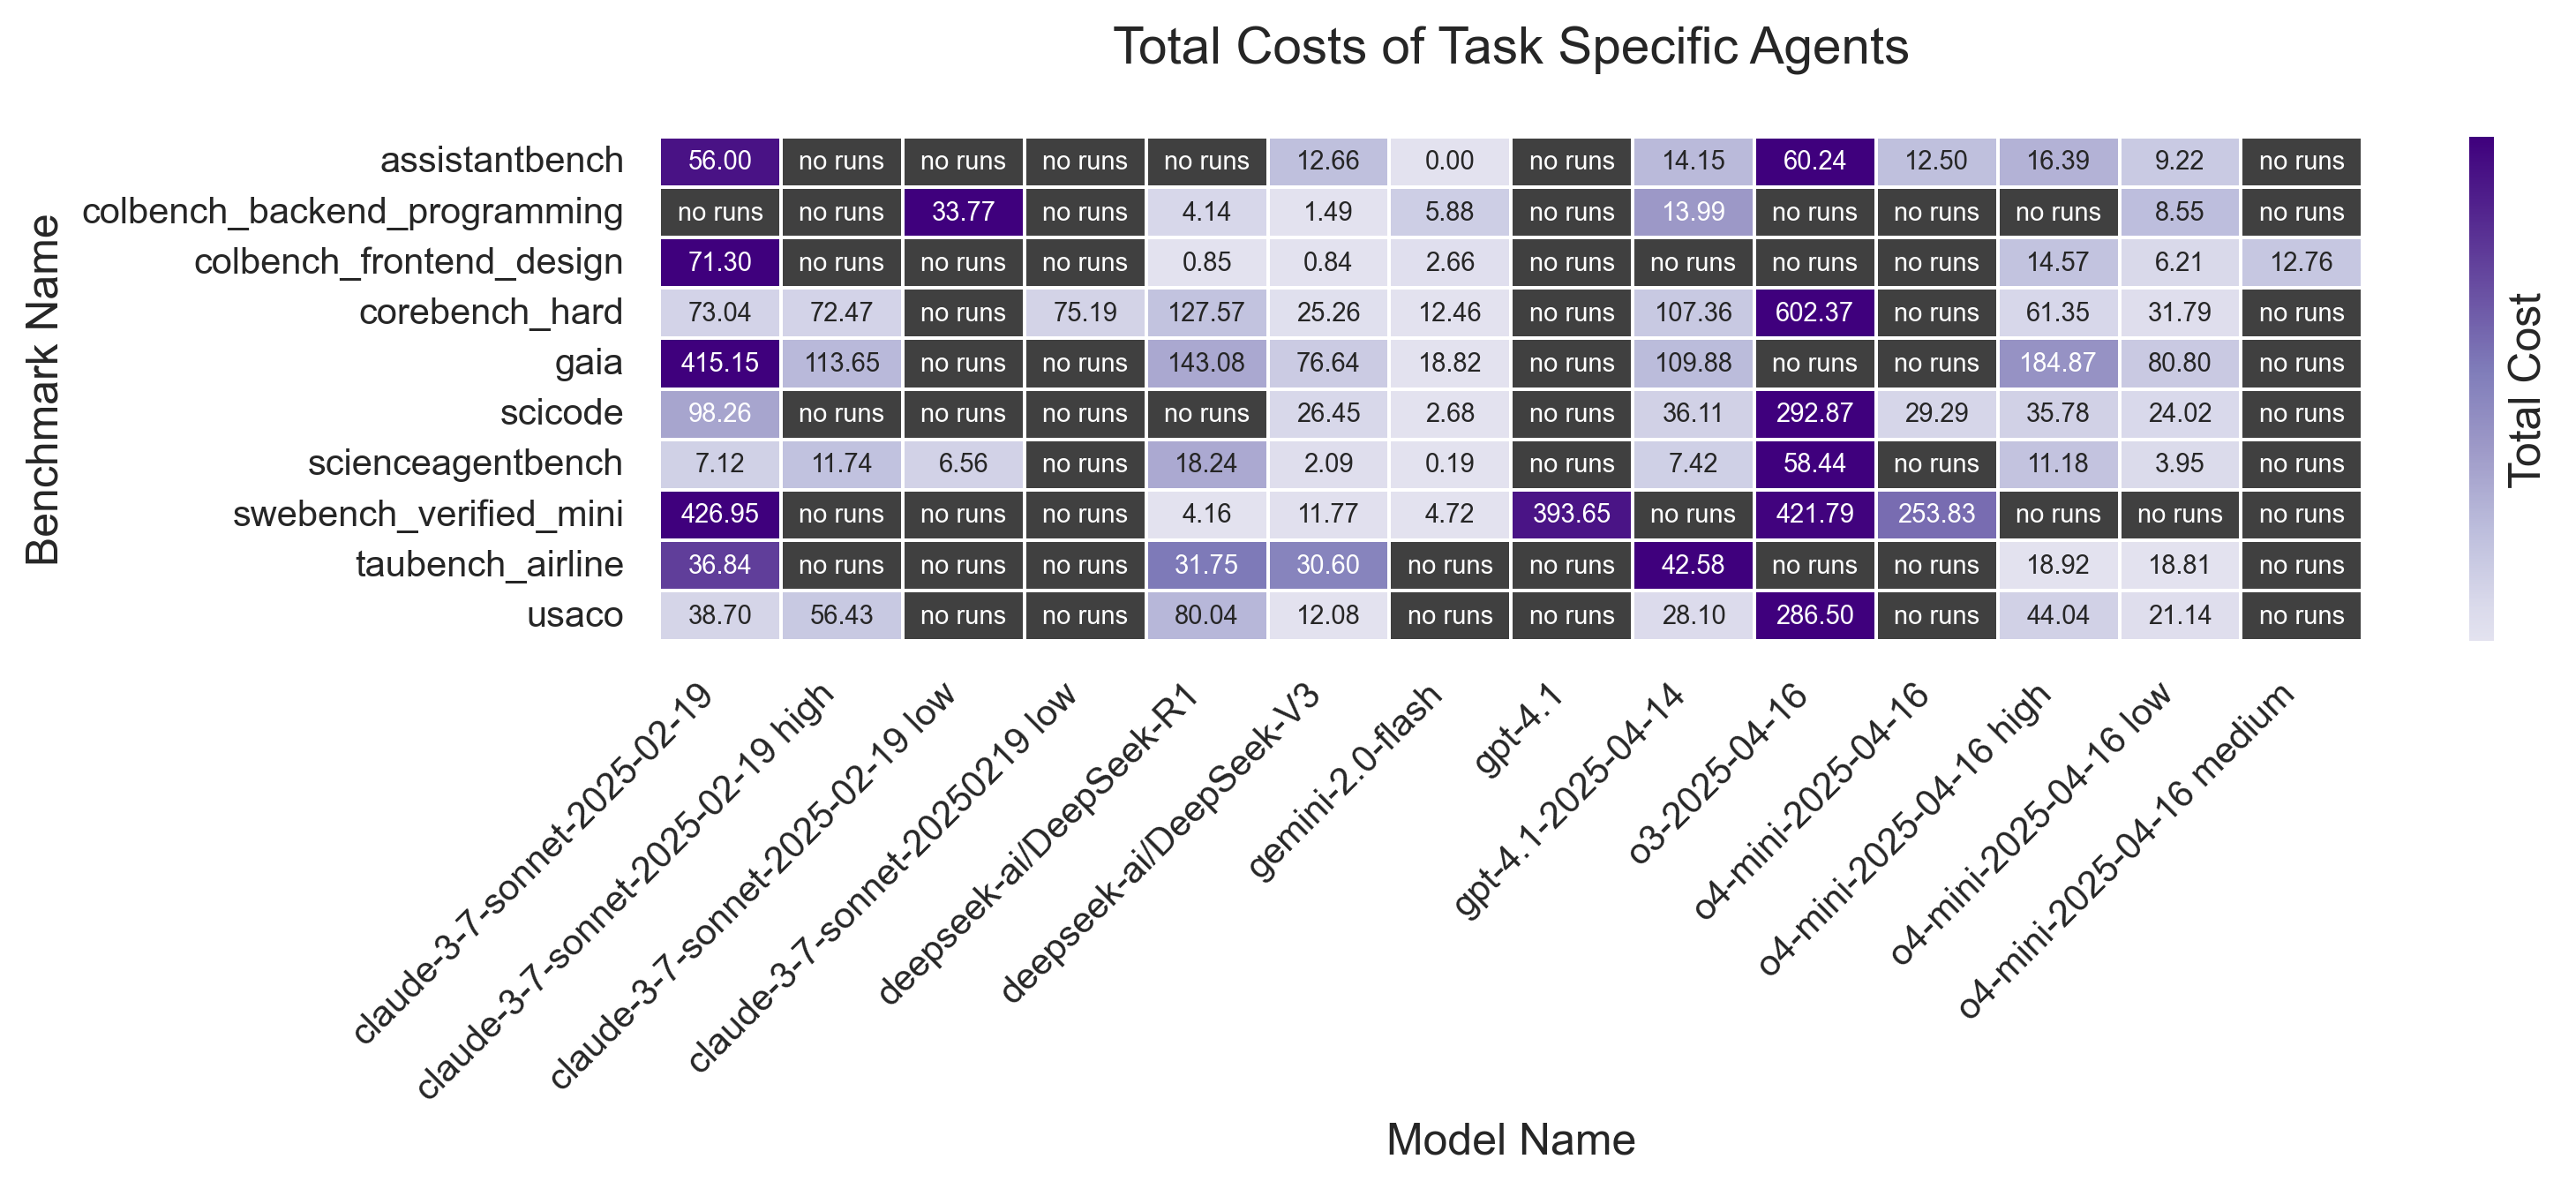 Total Costs of Task Specific Agents
Benchmark Name
assistantbench 56.00 no runs no runs no runs no runs 12.66 0.00 no runs 14.15 60.24 12.50 16.39 9.22 no runs
colbench_backend_programming no runs no runs 33.77 no runs 4.14 1.49 5.88 no runs 13.99 no runs no runs no runs 8.55 no runs
colbench_frontend_design 71.30 no runs no runs no runs 0.85 0.84 2.66 no runs no runs no runs no runs 14.57 6.21 12.76
corebench_hard 73.04 72.47 no runs 75.19 127.57 25.26 12.46 no runs 107.36 602.37 no runs 61.35 31.79 no runs
gaia 415.15 113.65 no runs no runs 143.08 76.64 18.82 no runs 109.88 no runs no runs 184.87 80.80 no runs
scicode 98.26 no runs no runs no runs no runs 26.45 2.68 no runs 36.11 292.87 29.29 35.78 24.02 no runs
scienceagentbench 7.12 11.74 6.56 no runs 18.24 2.09 0.19 no runs 7.42 58.44 no runs 11.18 3.95 no runs
swebench_verified_mini 426.95 no runs no runs no runs 4.16 11.77 4.72 393.65 no runs 421.79 253.83 no runs no runs no runs
taubench_airline 36.84 no runs no runs no runs 31.75 30.60 no runs no runs 42.58 no runs no runs 18.92 18.81 no runs
usaco 38.70 56.43 no runs no runs 80.04 12.08 no runs no runs 28.10 286.50 no runs 44.04 21.14 no runs
Total Cost
claude-3-7-sonnet-2025-02-19
claude-3-7-sonnet-2025-02-19 high
claude-3-7-sonnet-2025-02-19 low
claude-3-7-sonnet-20250219 low
deepseek-ai/DeepSeek-R1
deepseek-ai/DeepSeek-V3
gemini-2.0-flash
gpt-4.1
gpt-4.1-2025-04-14
o3-2025-04-16
o4-mini-2025-04-16
o4-mini-2025-04-16 high
o4-mini-2025-04-16 low
o4-mini-2025-04-16 medium
Model Name